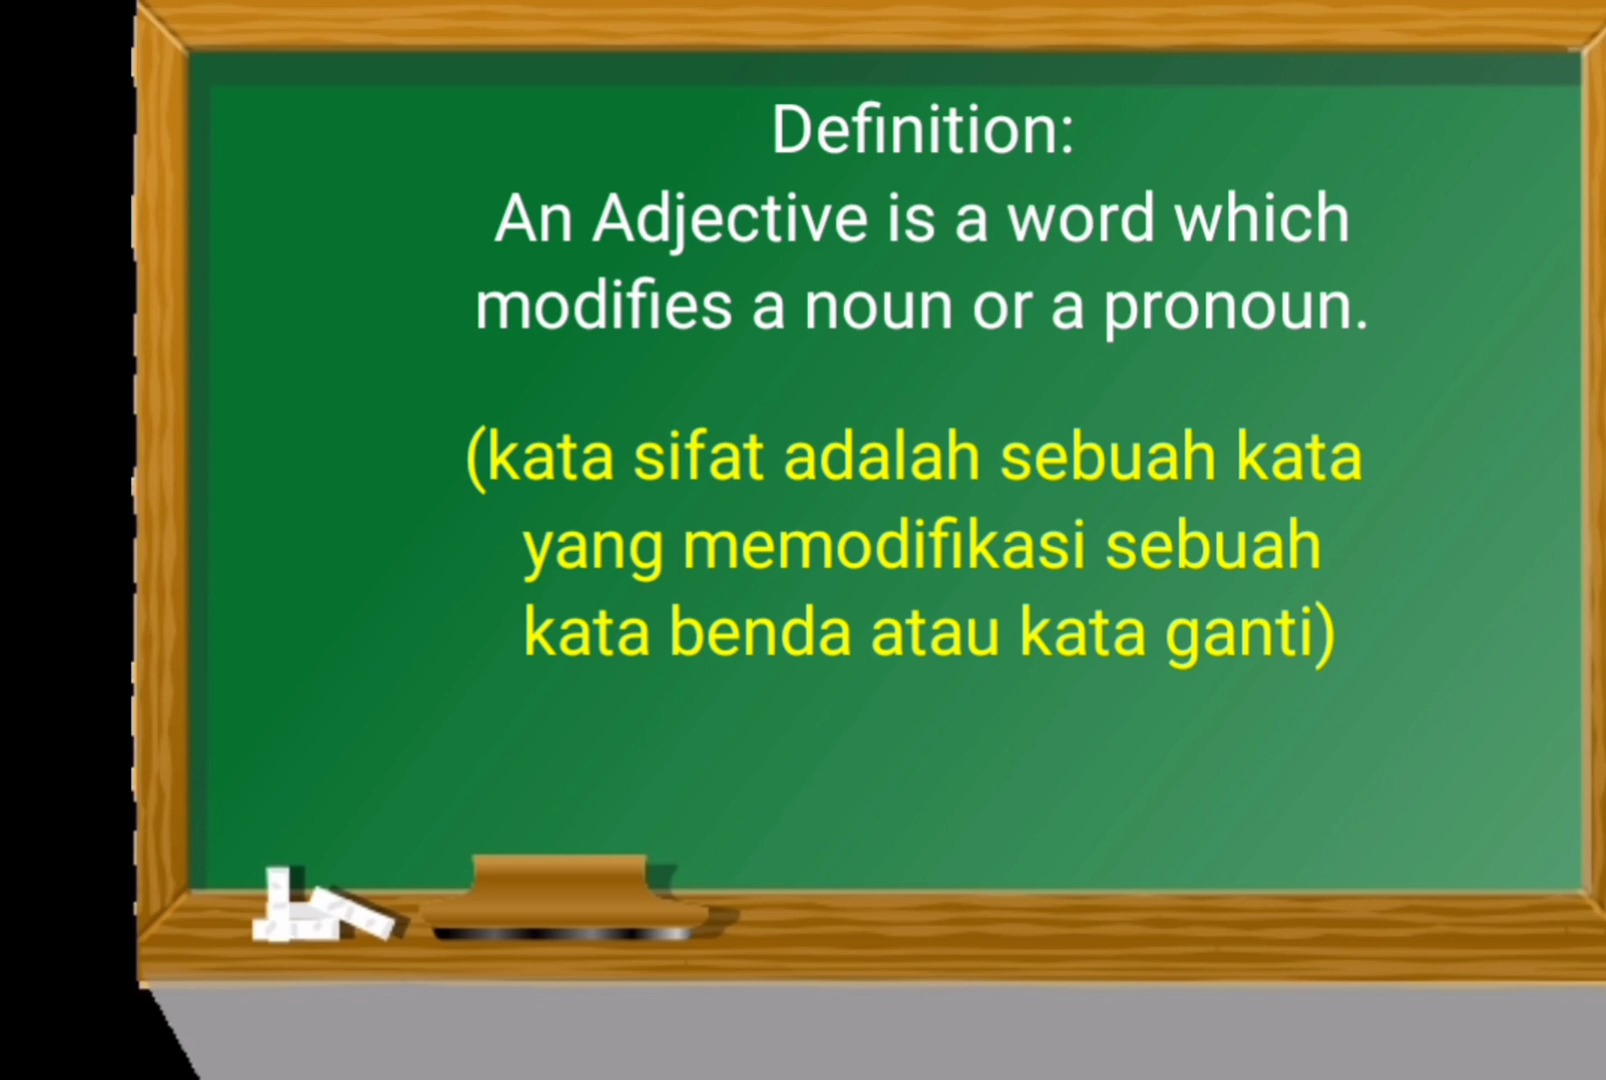 Definition:
An Adjective is a word which
modifies a noun or a pronoun.
(kata sifat adalah sebuah kata
yang memodifikasi sebuah
kata benda atau kata ganti)